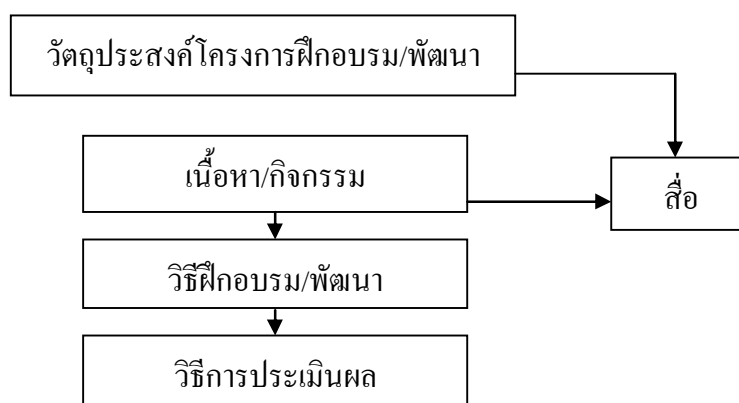 วัตถุประสงค์โครงการฝึกอบรม/พัฒนา
เนื้อหา/กิจกรรม
สื่อ
วิธีฝึกอบรม/พัฒนา
วิธีการประเมินผล